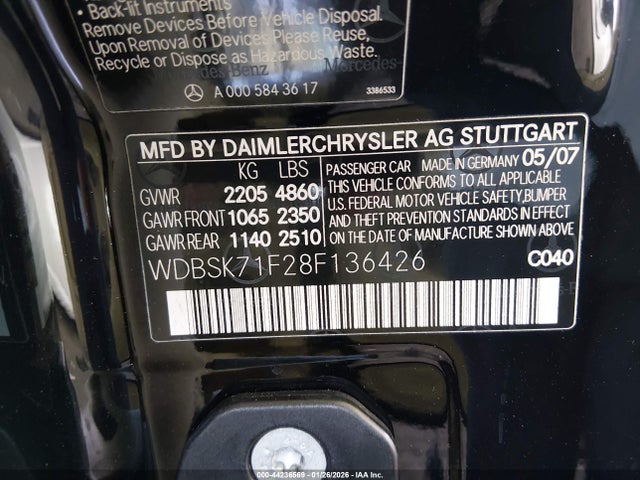 • Back-lit Instruments
Remove Devices Before Vehicle Disposal.
Upon Removal of Devices Please Reuse,
Recycle or Dispose as Hazardous Waste.
A 000 584 36 17 3386533
MFD BY DAIMLERCHRYSLER AG STUTTGART
KG LBS
GVWR 2205 4860
GAWR FRONT 1065 2350
GAWR REAR 1140 2510
PASSENGER CAR MADE IN GERMANY 05/07
THIS VEHICLE CONFORMS TO ALL APPLICABLE
U.S. FEDERAL MOTOR VEHICLE SAFETY, BUMPER
AND THEFT PREVENTION STANDARDS IN EFFECT
ON THE DATE OF MANUFACTURE SHOWN ABOVE
WDBSK71F28F136426 C040
000-44236569 - 01/26/2026 - IAA Inc.